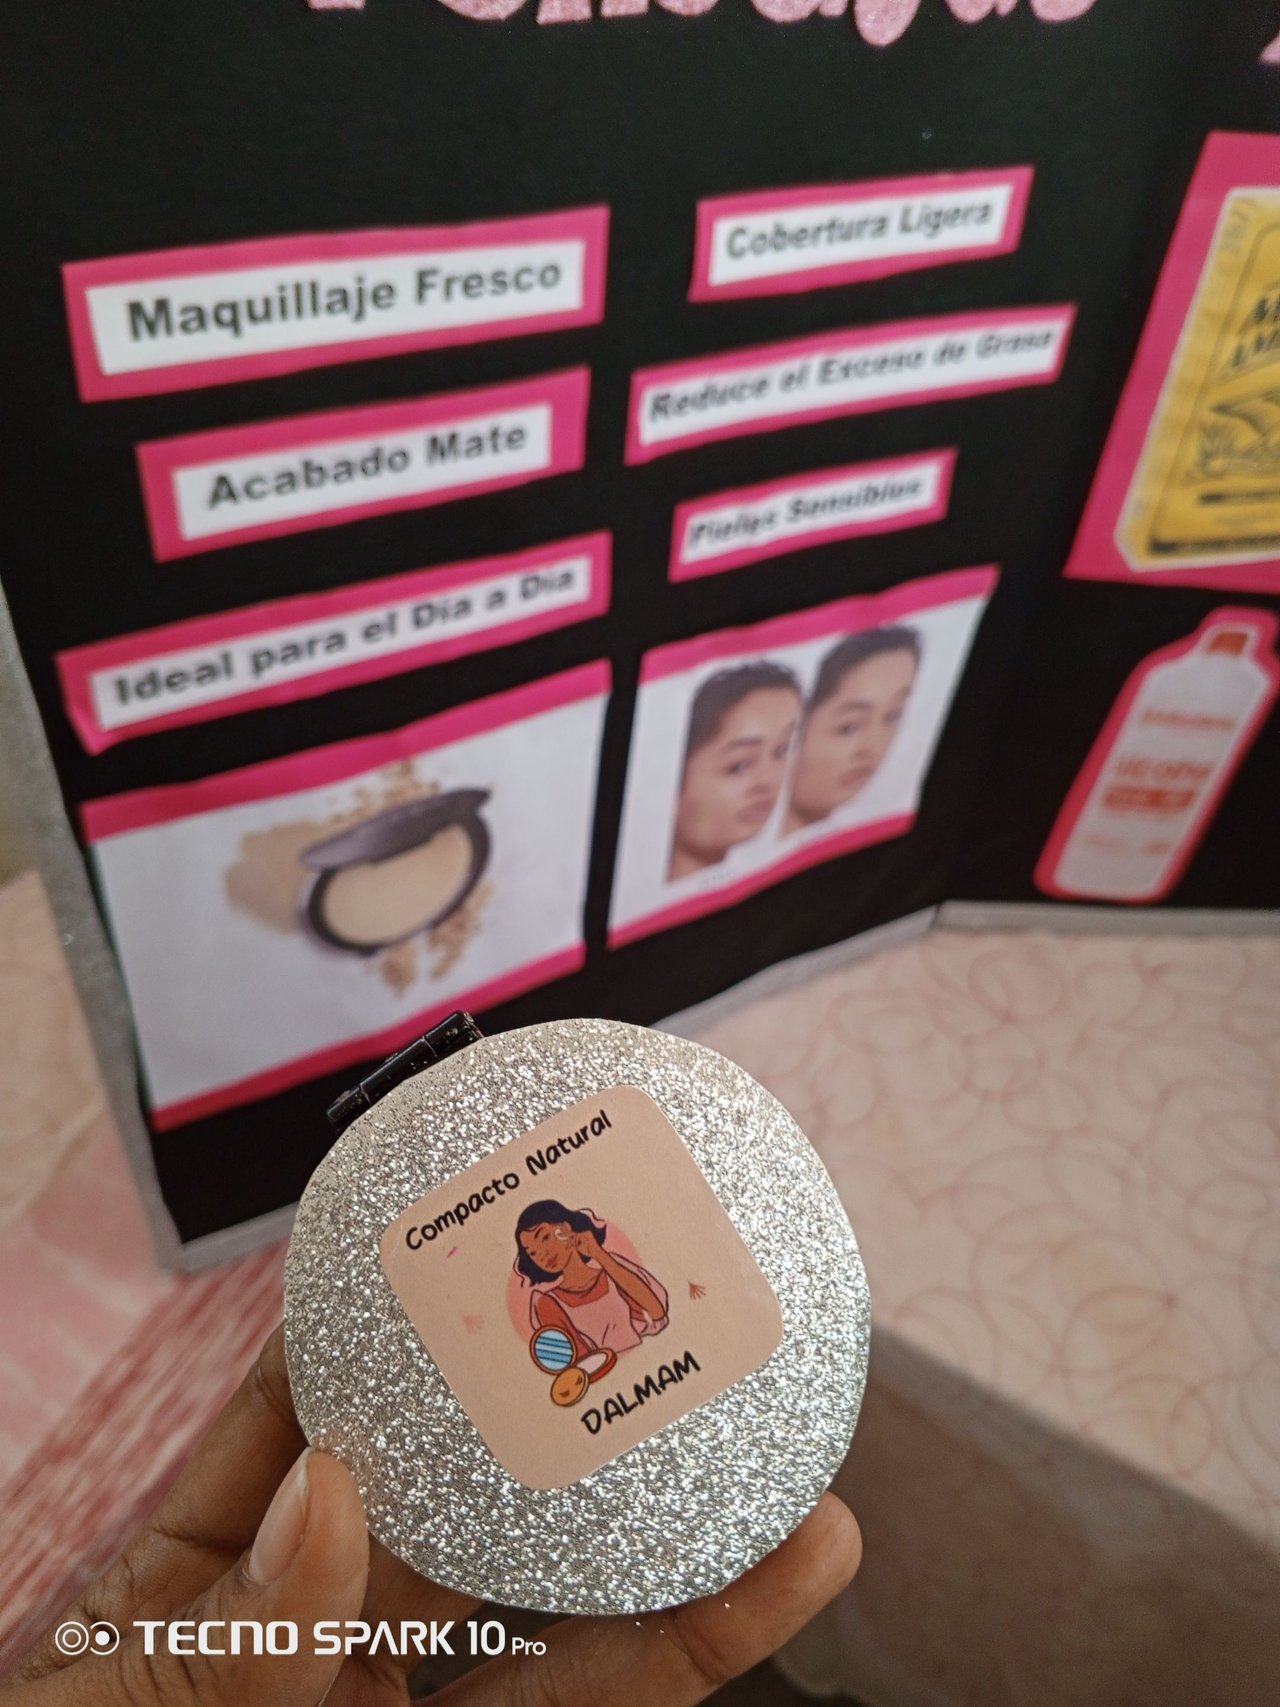 Maquillaje Fresco
Acabado Mate
Ideal para el Día a Día
Cobertura Ligera
Reduce el Exceso de Grasa
Pieles Sensibles
Compacto Natural
DALMAM
TECNO SPARK 10 Pro